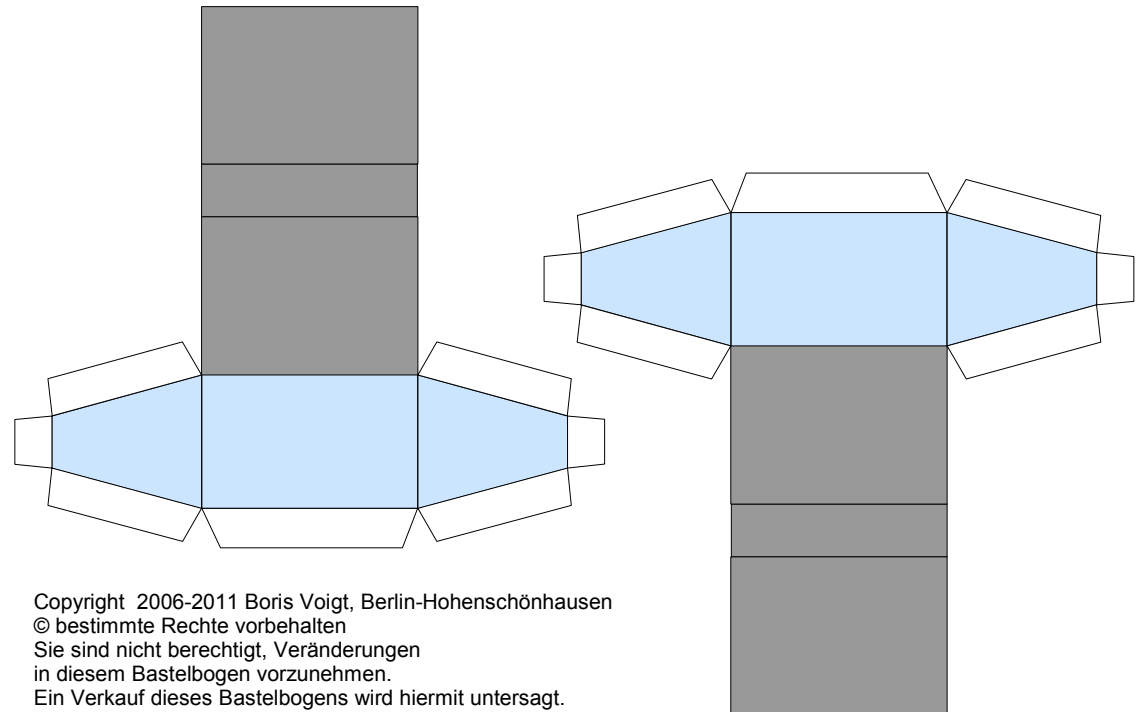 Copyright  2006-2011 Boris Voigt, Berlin-Hohenschönhausen
© bestimmte Rechte vorbehalten
Sie sind nicht berechtigt, Veränderungen
in diesem Bastelbogen vorzunehmen.
Ein Verkauf dieses Bastelbogens wird hiermit untersagt.